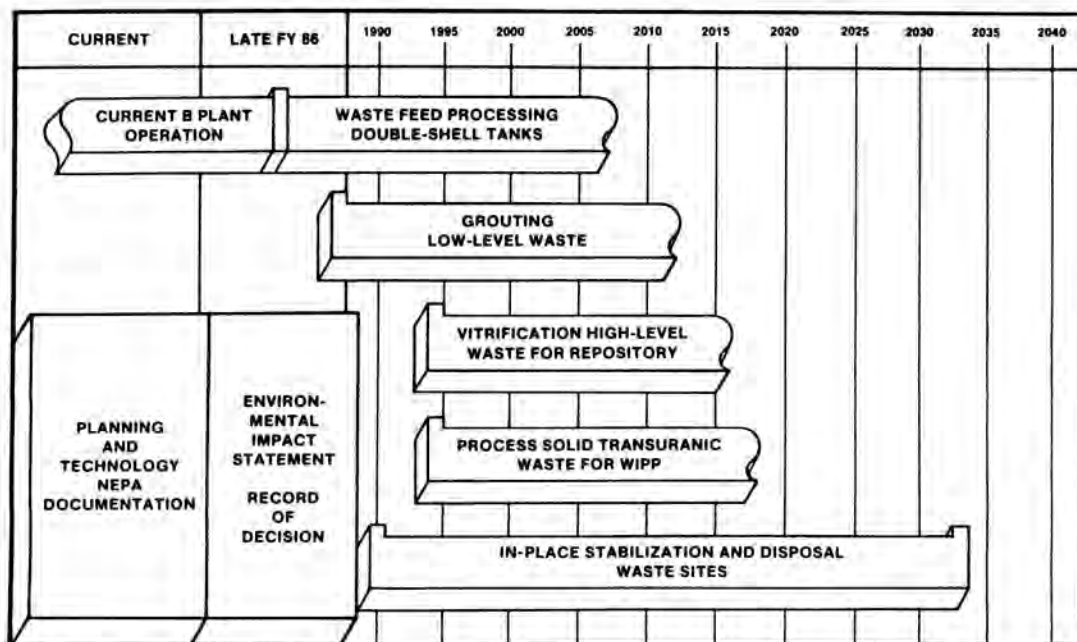 CURRENT
LATE FY 86
1990 1995 2000 2005 2010 2015 2020 2025 2030 2035 2040
CURRENT B PLANT
OPERATION
WASTE FEED PROCESSING
DOUBLE-SHELL TANKS
GROUTING
LOW-LEVEL WASTE
VITRIFICATION HIGH-LEVEL
WASTE FOR REPOSITORY
PROCESS SOLID TRANSURANIC
WASTE FOR WIPP
IN-PLACE STABILIZATION AND DISPOSAL
WASTE SITES
PLANNING
AND
TECHNOLOGY
NEPA
DOCUMENTATION
ENVIRON-
MENTAL
IMPACT
STATEMENT
RECORD
OF
DECISION